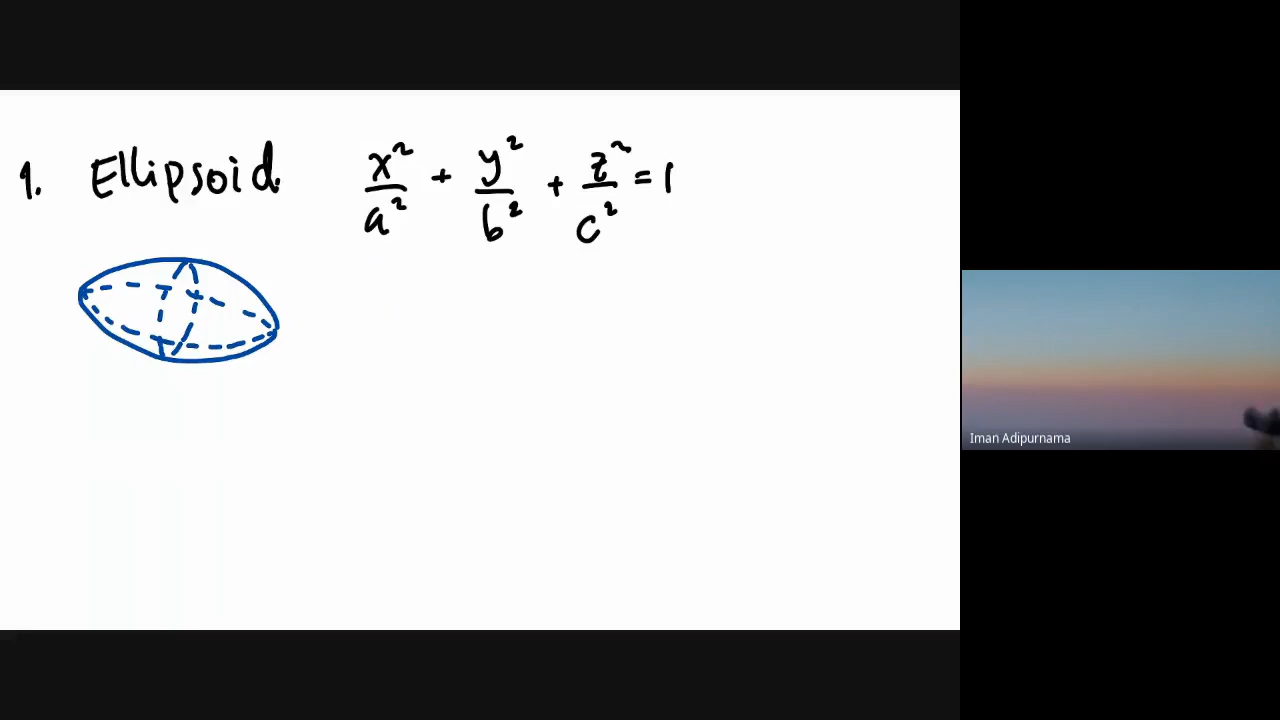 1. Ellipsoid. x²/a² + y²/b² + z²/c² = 1
Iman Adipurnama